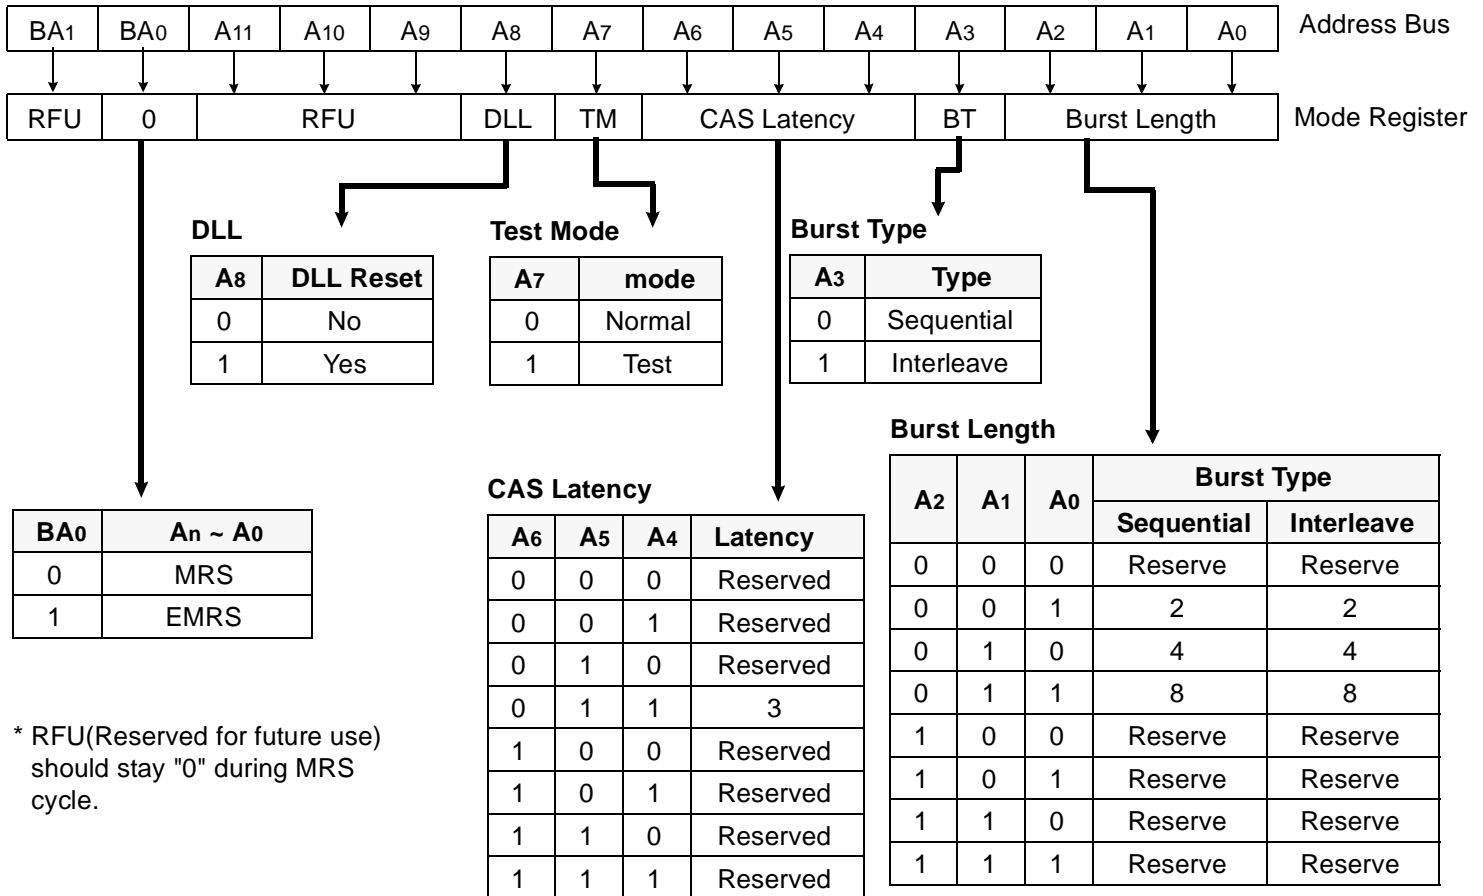 BA1 BA0 A11 A10 A9 A8 A7 A6 A5 A4 A3 A2 A1 A0 Address Bus
RFU 0 RFU DLL TM CAS Latency BT Burst Length Mode Register
DLL
A8 DLL Reset
0 No
1 Yes
Test Mode
A7 mode
0 Normal
1 Test
Burst Type
A3 Type
0 Sequential
1 Interleave
BA0 An ~ A0
0 MRS
1 EMRS
* RFU(Reserved for future use)
should stay "0" during MRS
cycle.
CAS Latency
A6 A5 A4 Latency
0 0 0 Reserved
0 0 1 Reserved
0 1 0 Reserved
0 1 1 3
1 0 0 Reserved
1 0 1 Reserved
1 1 0 Reserved
1 1 1 Reserved
Burst Length
A2 A1 A0 Burst Type
Sequential Interleave
0 0 0 Reserve Reserve
0 0 1 2 2
0 1 0 4 4
0 1 1 8 8
1 0 0 Reserve Reserve
1 0 1 Reserve Reserve
1 1 0 Reserve Reserve
1 1 1 Reserve Reserve